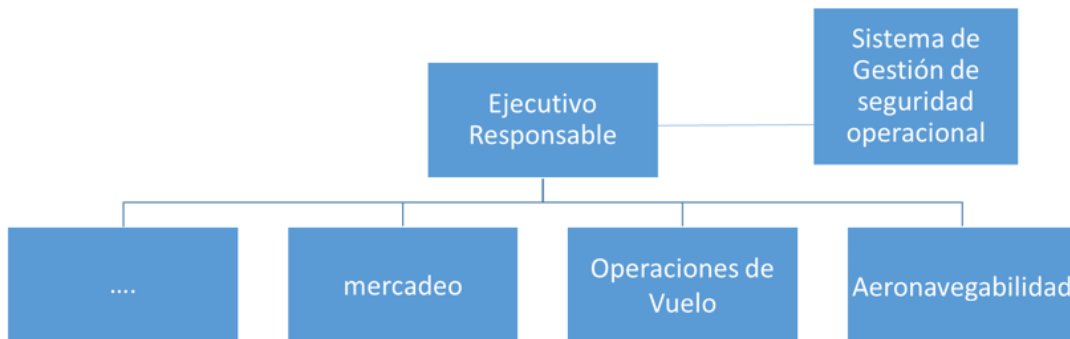 Sistema de
Gestión de
seguridad
operacional
Ejecutivo
Responsable
....
mercadeo
Operaciones de
Vuelo
Aeronavegabilidad